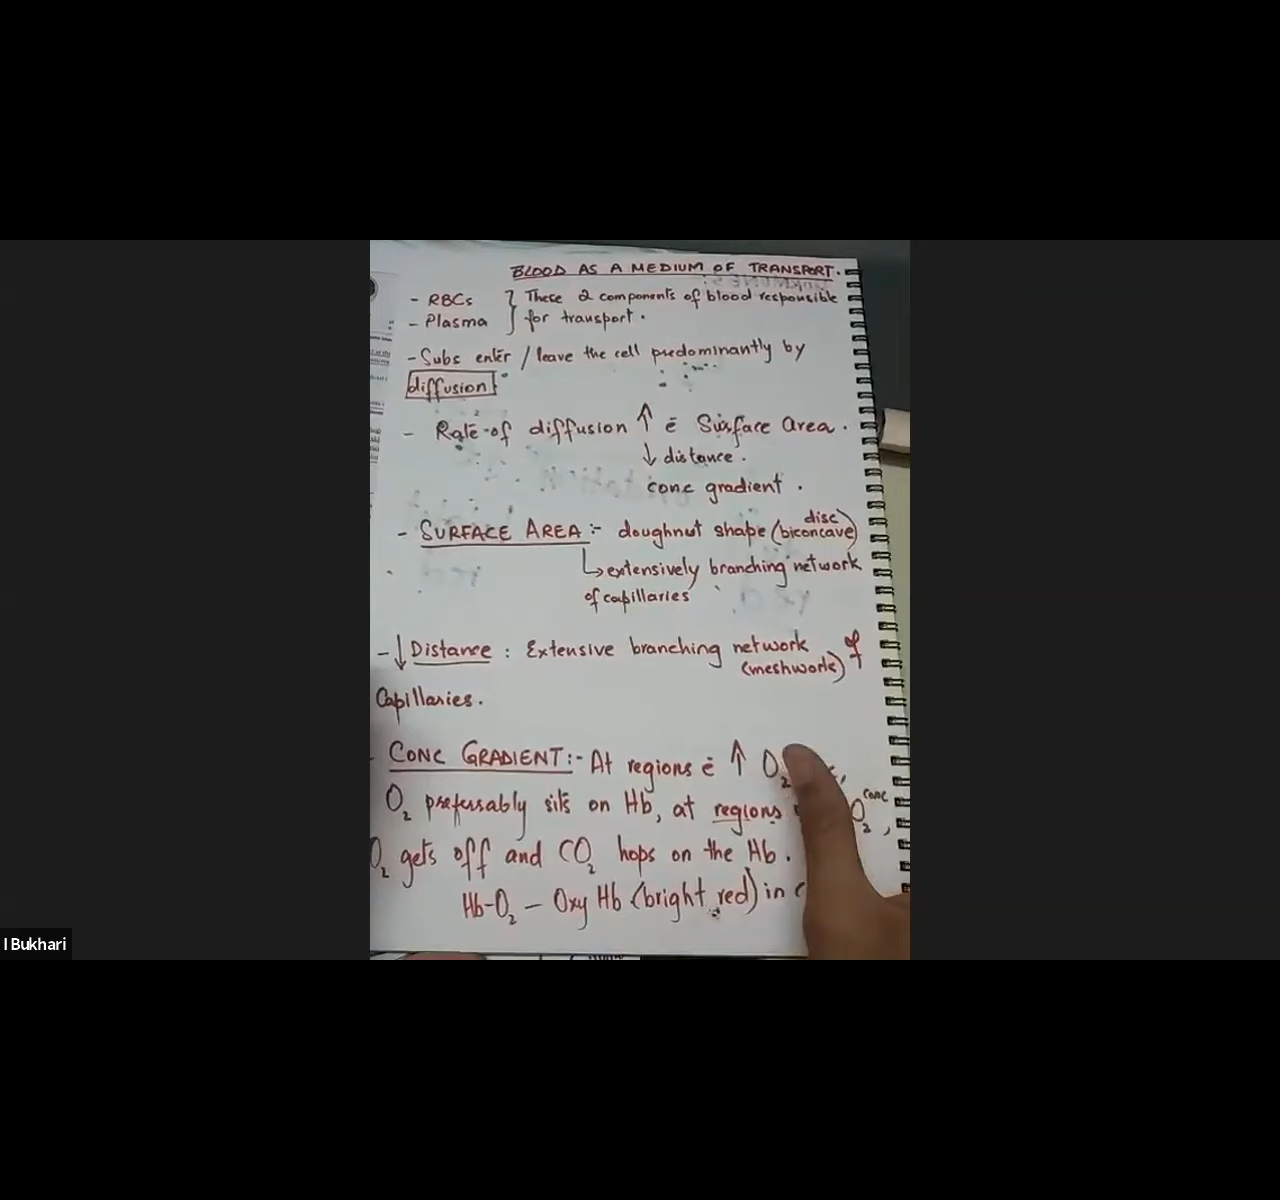 BLOOD AS A MEDIUM OF TRANSPORT.
- RBCs } These 2 components of blood responsible
- Plasma } for transport.
- Subs enter / leave the cell predominantly by
diffusion
- Rate of diffusion ↑ c̄ Surface Area.
↓ distance.
conc gradient.
- SURFACE AREA :- doughnut shape (biconcave disc)
↳ extensively branching network
of capillaries
- ↓ Distance : Extensive branching network (meshwork) of
Capillaries.
- CONC GRADIENT:- At regions c̄ ↑ O₂
O₂ preferrably sits on Hb, at regions O₂ conc,
O₂ gets off and CO₂ hops on the Hb.
Hb-O₂ — Oxy Hb (bright red) in
I Bukhari